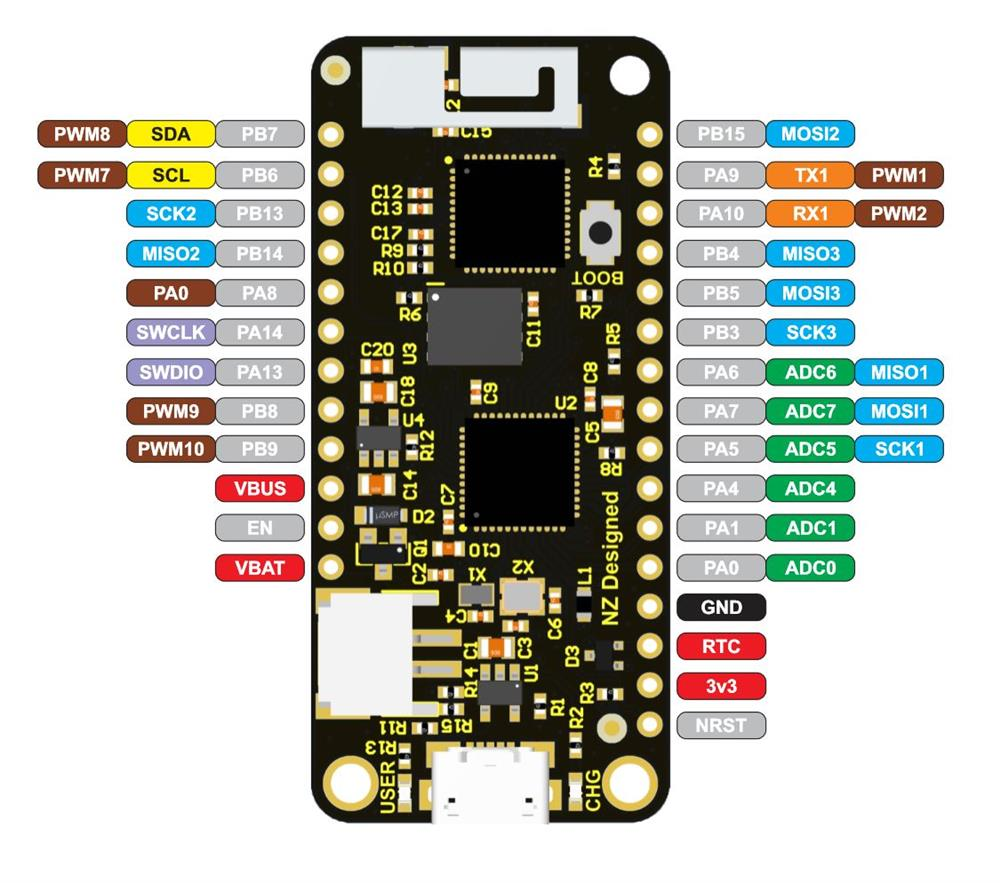 2
C15
PWM8 SDA PB7
PB15 MOSI2
PWM7 SCL PB6
R4
PA9 TX1 PWM1
C12
C13
SCK2 PB13
PA10 RX1 PWM2
C17
R9
R10
MISO2 PB14
PB4 MISO3
BOOT
PA0 PA8
PB5 MOSI3
R6
R7
SWCLK PA14
C11
R5
PB3 SCK3
C20
U3
SWDIO PA13
C18
C9
C8
PA6 ADC6 MISO1
PWM9 PB8
U2
PA7 ADC7 MOSI1
U4
R12
C5
PWM10 PB9
R8
PA5 ADC5 SCK1
VBUS
C14
C7
PA4 ADC4
EN
µSMP
D2
PA1 ADC1
Q1
C10
VBAT
C2
X1
X2
L1
NZ Designed
PA0 ADC0
C4
C6
GND
C1
C3
D3
RTC
R14
U1
R3
3v3
R11
R15
R1
R2
NRST
R13
USER
CHG